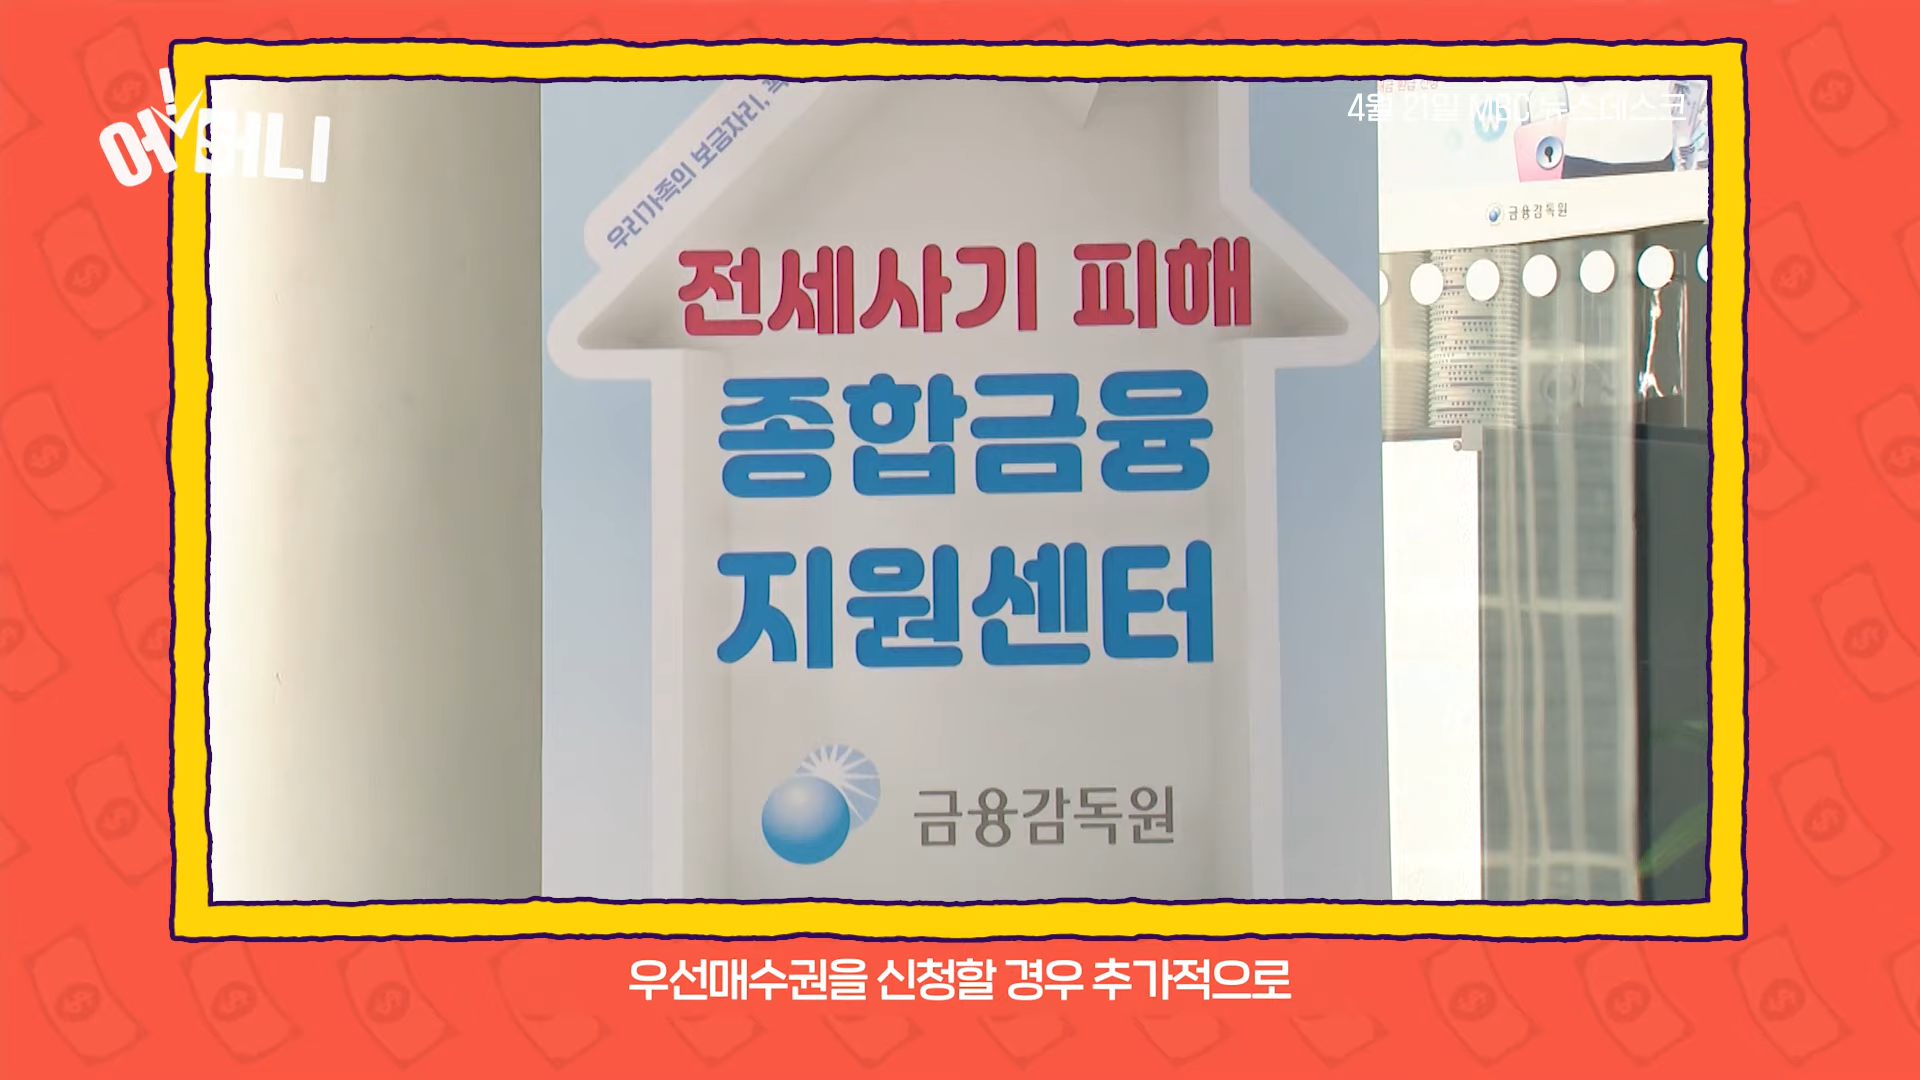 어!머니
4월 21일 MBC 뉴스데스크
우리가족의 보금자리,
금융감독원
전세사기 피해
종합금융
지원센터
금융감독원
우선매수권을 신청할 경우 추가적으로